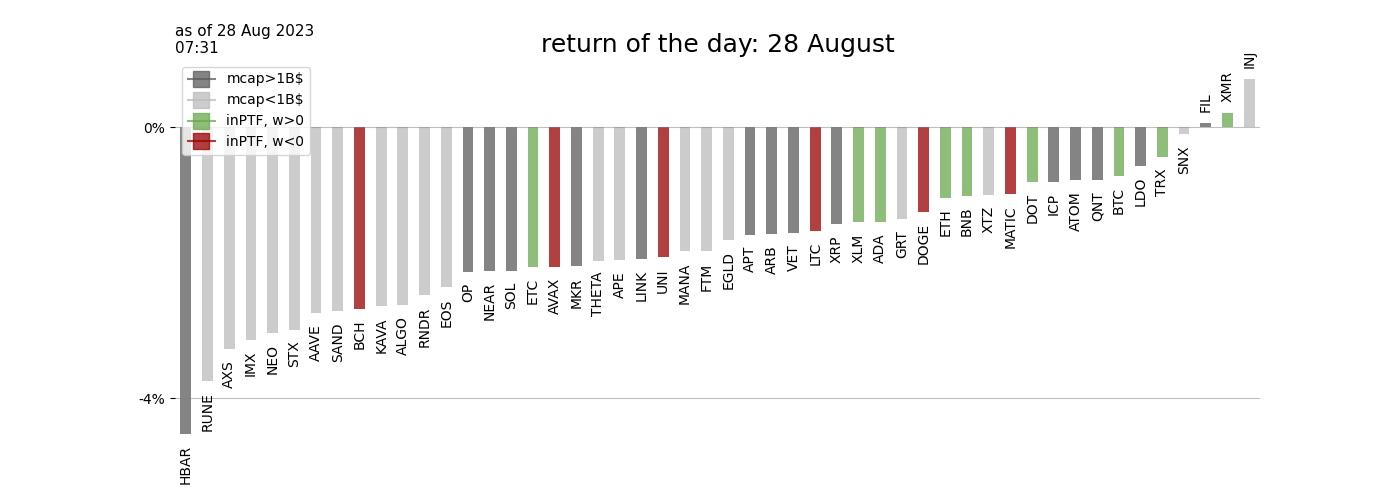 as of 28 Aug 2023
07:31
return of the day: 28 August
mcap>1B$
mcap<1B$
inPTF, w>0
inPTF, w<0
0%
-4%
HBAR
RUNE
AXS
IMX
NEO
STX
AAVE
SAND
BCH
KAVA
ALGO
RNDR
EOS
OP
NEAR
SOL
ETC
AVAX
MKR
THETA
APE
LINK
UNI
MANA
FTM
EGLD
APT
ARB
VET
LTC
XRP
XLM
ADA
GRT
DOGE
ETH
BNB
XTZ
MATIC
DOT
ICP
ATOM
QNT
BTC
LDO
TRX
SNX
FIL
XMR
INJ